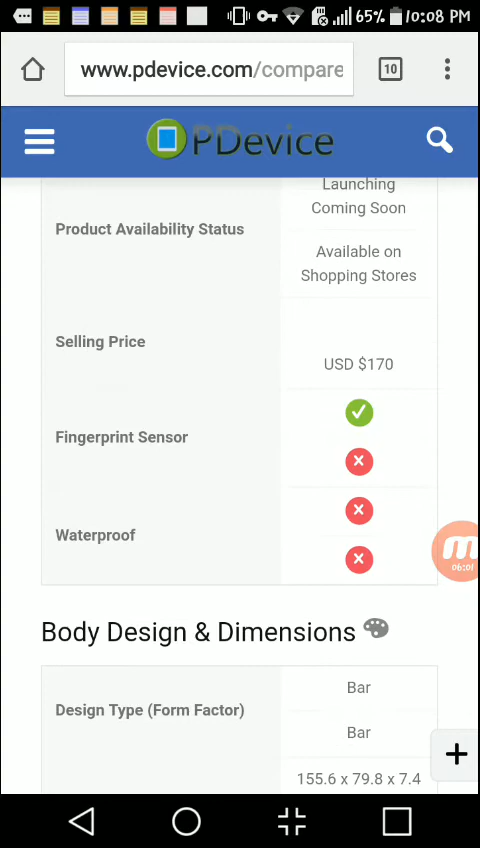 65% 10:08 PM
www.pdevice.com/compare
10
PDevice
Launching
Coming Soon
Product Availability Status
Available on
Shopping Stores
Selling Price
USD $170
Fingerprint Sensor
Waterproof
06:01
Body Design & Dimensions
Bar
Design Type (Form Factor)
Bar
155.6 x 79.8 x 7.4